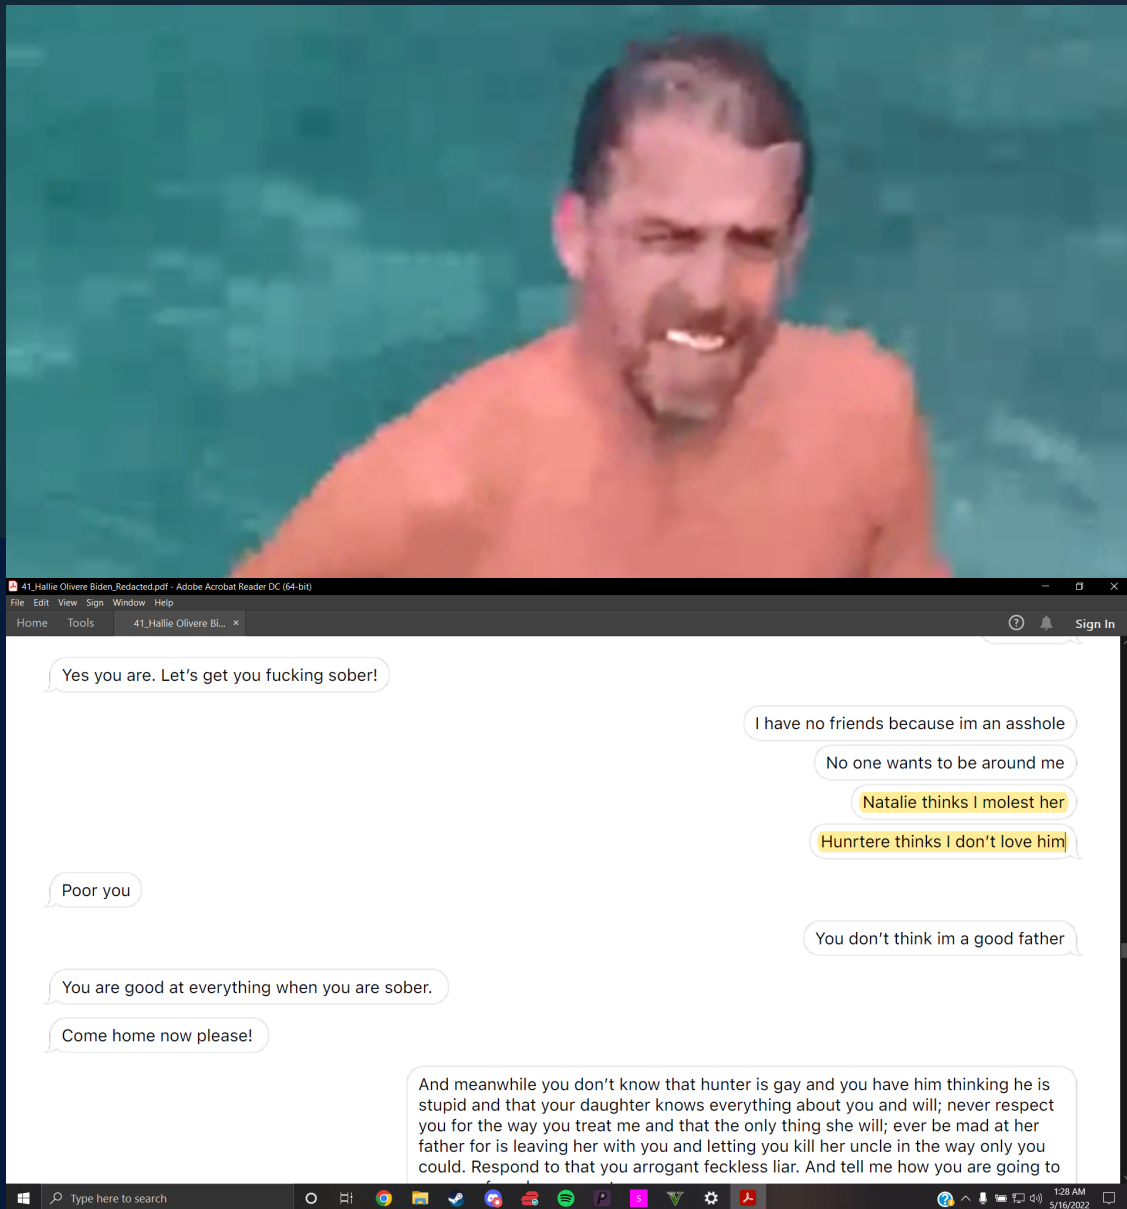 41_Hallie Olivere Biden_Redacted.pdf - Adobe Acrobat Reader DC (64-bit)
File Edit View Sign Window Help
Home Tools 41_Hallie Olivere Bi... × Sign In
Yes you are. Let's get you fucking sober!
I have no friends because im an asshole
No one wants to be around me
Natalie thinks I molest her
Hunrtere thinks I don't love him
Poor you
You don't think im a good father
You are good at everything when you are sober.
Come home now please!
And meanwhile you don't know that hunter is gay and you have him thinking he is
stupid and that your daughter knows everything about you and will; never respect
you for the way you treat me and that the only thing she will; ever be mad at her
father for is leaving her with you and letting you kill her uncle in the way only you
could. Respond to that you arrogant feckless liar. And tell me how you are going to
Type here to search
1:28 AM
5/16/2022